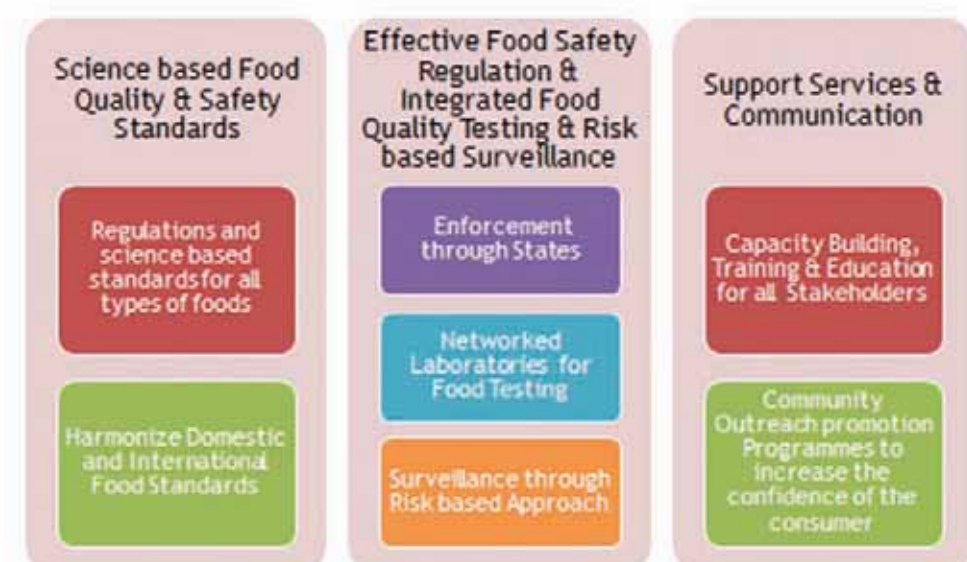 Science based Food
Quality & Safety
Standards
Regulations and
science based
standards for all
types of foods
Harmonize Domestic
and International
Food Standards
Effective Food Safety
Regulation &
Integrated Food
Quality Testing & Risk
based Surveillance
Enforcement
through States
Networked
Laboratories for
Food Testing
Surveillance through
Risk based Approach
Support Services &
Communication
Capacity Building,
Training & Education
for all Stakeholders
Community
Outreach promotion
Programmes to
increase the
confidence of the
consumer